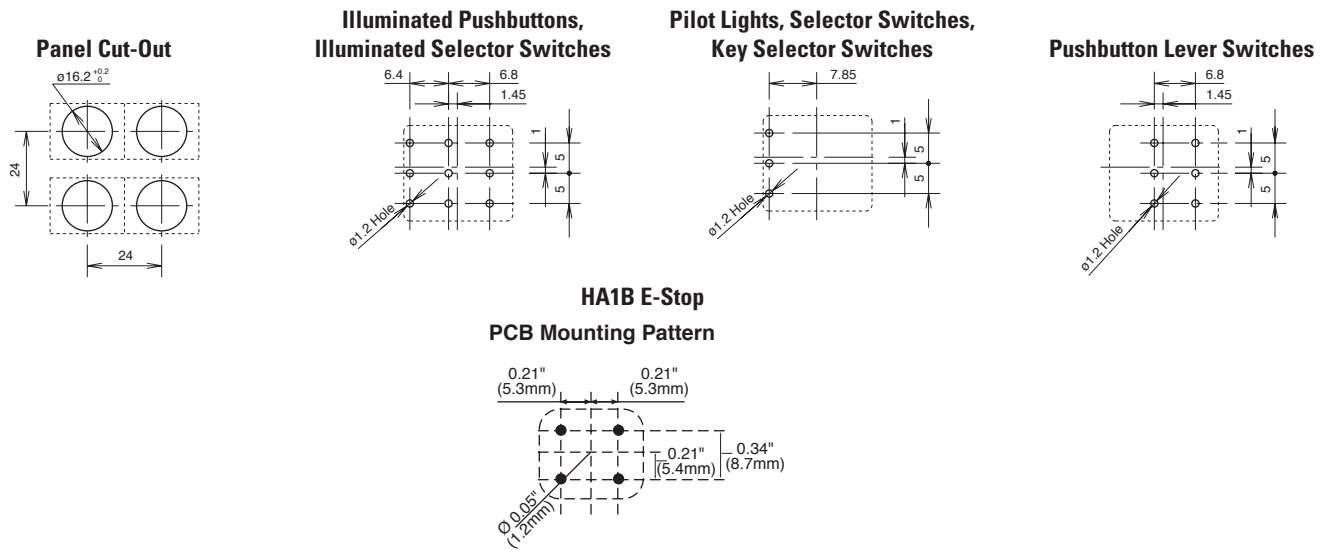 Panel Cut-Out
ø16.2 +0.2 0
24
24
Illuminated Pushbuttons,
Illuminated Selector Switches
6.4
6.8
1.45
1
5
5
ø1.2 Hole
Pilot Lights, Selector Switches,
Key Selector Switches
7.85
1
5
5
ø1.2 Hole
Pushbutton Lever Switches
6.8
1.45
1
5
5
ø1.2 Hole
HA1B E-Stop
PCB Mounting Pattern
0.21"
(5.3mm)
0.21"
(5.3mm)
0.21"
(5.4mm)
0.34"
(8.7mm)
Ø 0.05"
(1.2mm)